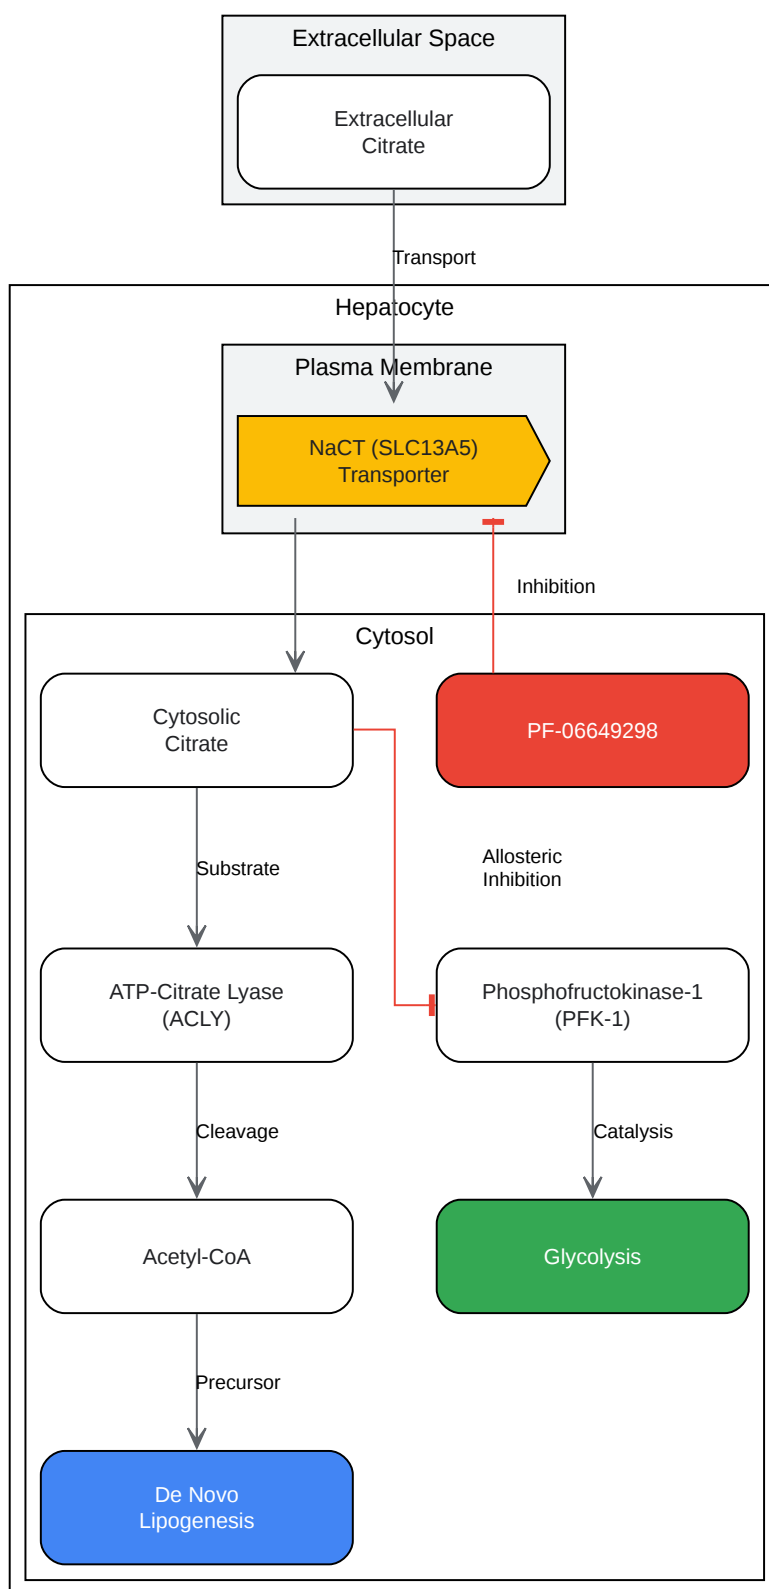 Extracellular Space
Extracellular
Citrate
Transport
Hepatocyte
Plasma Membrane
NaCT (SLC13A5)
Transporter
Inhibition
Cytosol
Cytosolic
Citrate
PF-06649298
Substrate
Allosteric
Inhibition
ATP-Citrate Lyase
(ACLY)
Phosphofructokinase-1
(PFK-1)
Cleavage
Catalysis
Acetyl-CoA
Glycolysis
Precursor
De Novo
Lipogenesis